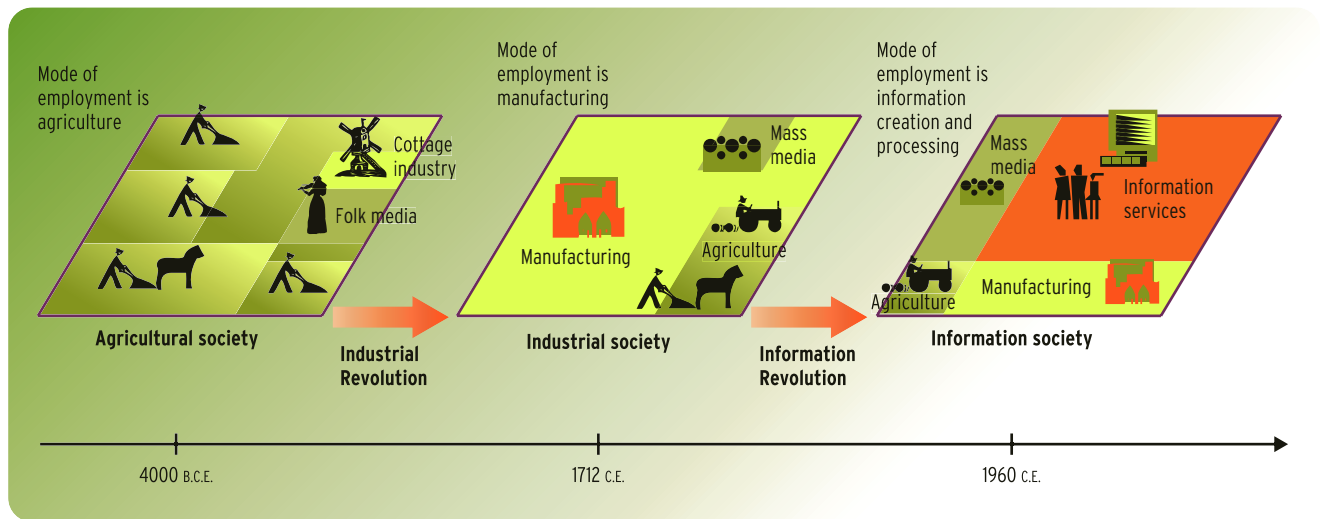 Mode of
employment is
agriculture
Cottage
industry
Folk media
Agricultural society
Industrial
Revolution
Mode of
employment is
manufacturing
Mass
media
Manufacturing
Agriculture
Industrial society
Information
Revolution
Mode of
employment is
information
creation and
processing
Mass
media
Information
services
Agriculture
Manufacturing
Information society
4000 B.C.E.
1712 C.E.
1960 C.E.